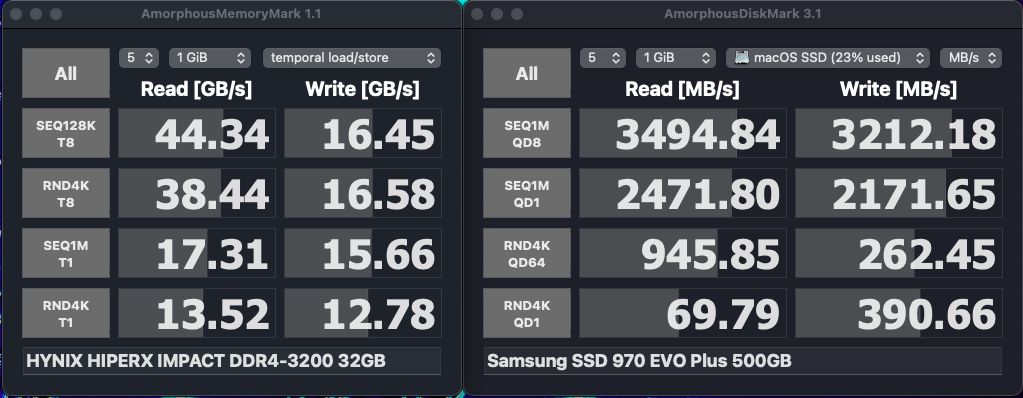 AmorphousMemoryMark 1.1
All
5
1 GiB
temporal load/store
Read [GB/s]
Write [GB/s]
SEQ128K
T8
44.34
16.45
RND4K
T8
38.44
16.58
SEQ1M
T1
17.31
15.66
RND4K
T1
13.52
12.78
HYNIX HIPERX IMPACT DDR4-3200 32GB
AmorphousDiskMark 3.1
All
5
1 GiB
macOS SSD (23% used)
MB/s
Read [MB/s]
Write [MB/s]
SEQ1M
QD8
3494.84
3212.18
SEQ1M
QD1
2471.80
2171.65
RND4K
QD64
945.85
262.45
RND4K
QD1
69.79
390.66
Samsung SSD 970 EVO Plus 500GB